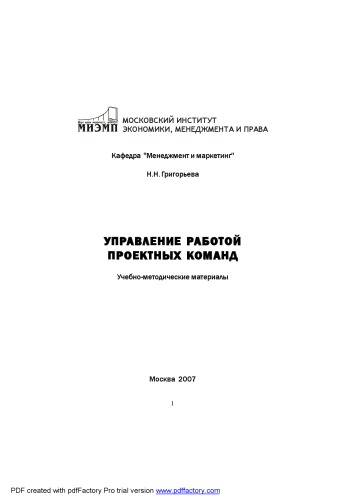 МИЭМП
МОСКОВСКИЙ ИНСТИТУТ
ЭКОНОМИКИ, МЕНЕДЖМЕНТА И ПРАВА
Кафедра "Менеджмент и маркетинг"
Н.Н. Григорьева
УПРАВЛЕНИЕ РАБОТОЙ
ПРОЕКТНЫХ КОМАНД
Учебно-методические материалы
Москва 2007
1
PDF created with pdfFactory Pro trial version www.pdffactory.com